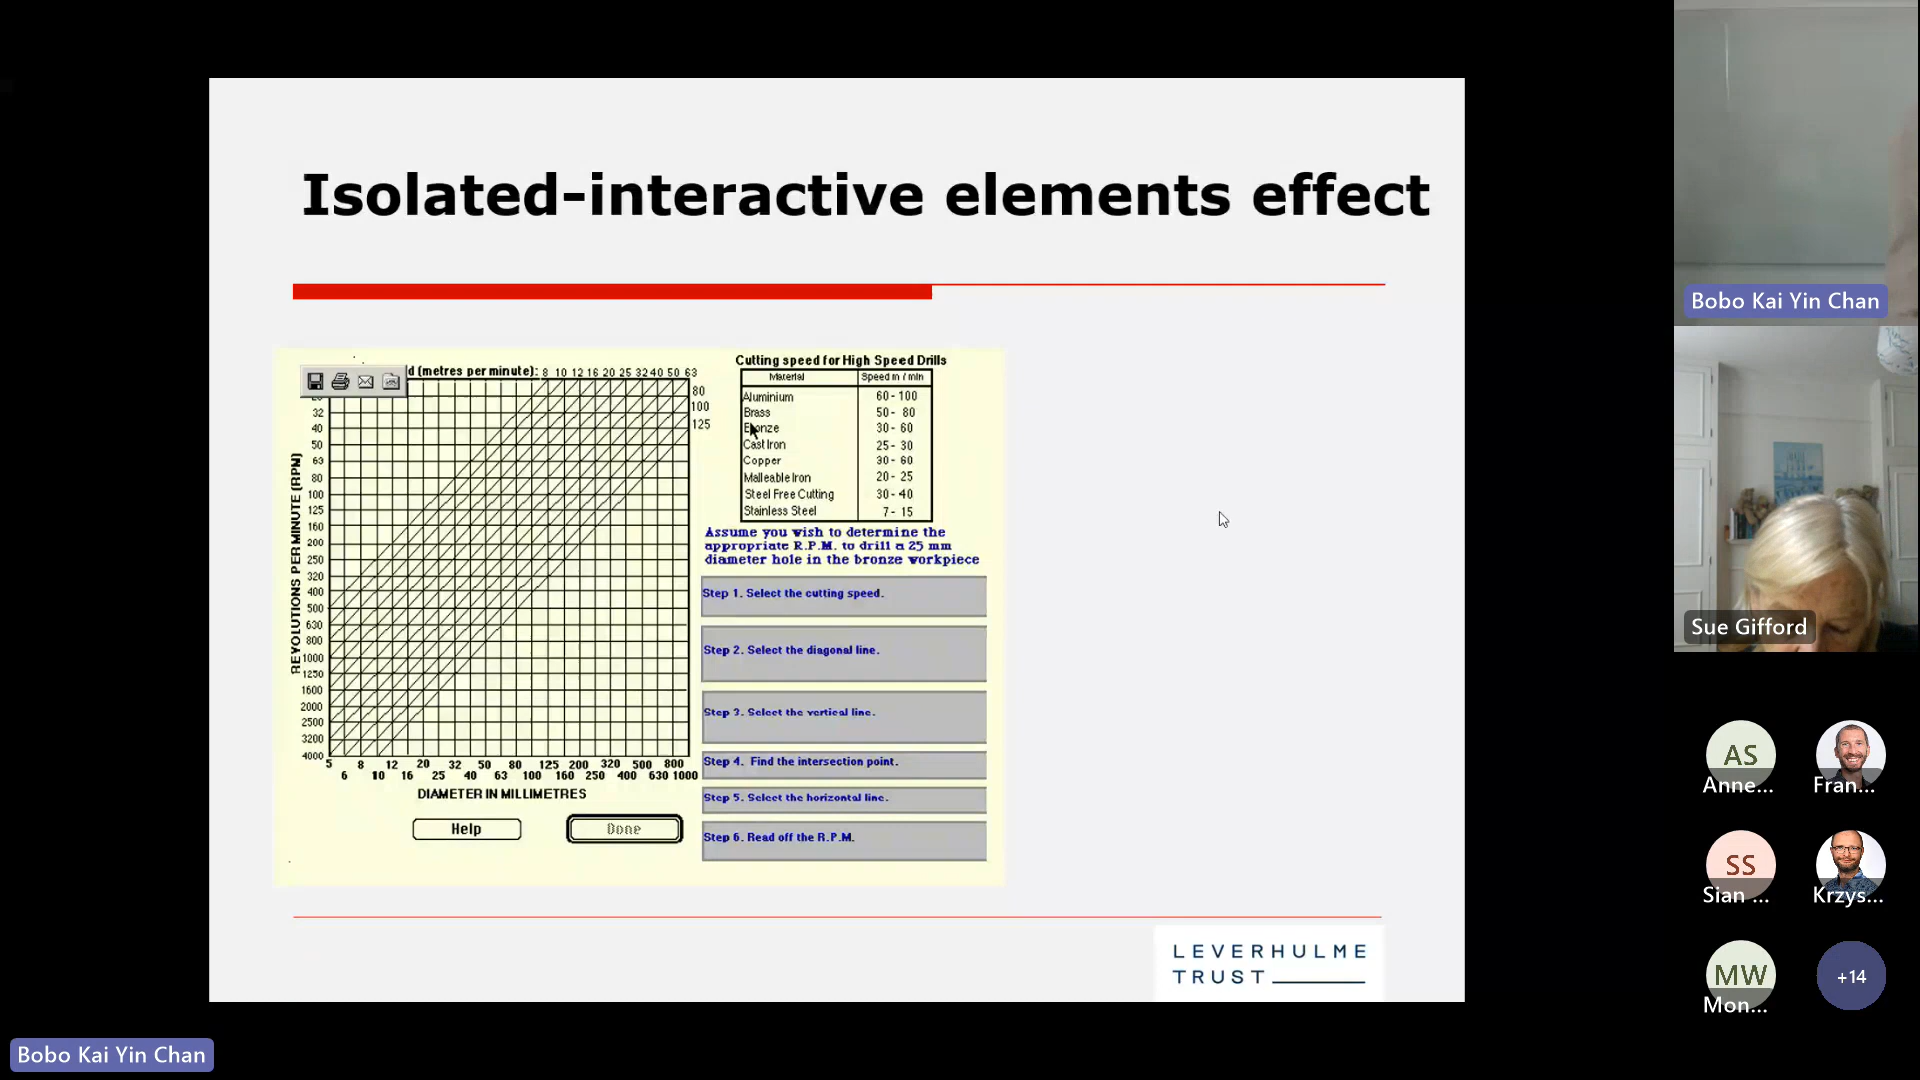 Isolated-interactive elements effect
d (metres per minute): 8 10 12 16 20 25 32 40 50 63
80
100
125
32
40
50
63
80
100
125
160
200
250
320
400
500
630
800
1000
1250
1600
2000
2500
3200
4000
REVOLUTIONS PER MINUTE (RPM)
5 8 12 20 32 50 80 125 200 320 500 800
6 10 16 25 40 63 100 160 250 400 630 1000
DIAMETER IN MILLIMETRES
Help
Done
Cutting speed for High Speed Drills
Material Speed m / min
Aluminium 60 - 100
Brass 50 - 80
Bronze 30 - 60
Cast Iron 25 - 30
Copper 30 - 60
Malleable Iron 20 - 25
Steel Free Cutting 30 - 40
Stainless Steel 7 - 15
Assume you wish to determine the
appropriate R.P.M. to drill a 25 mm
diameter hole in the bronze workpiece
Step 1. Select the cutting speed.
Step 2. Select the diagonal line.
Step 3. Select the vertical line.
Step 4. Find the intersection point.
Step 5. Select the horizontal line.
Step 6. Read off the R.P.M.
LEVERHULME
TRUST
Bobo Kai Yin Chan
Sue Gifford
AS
Anne...
Fran...
SS
Sian ...
Krzys...
MW
Mon...
+14
Bobo Kai Yin Chan